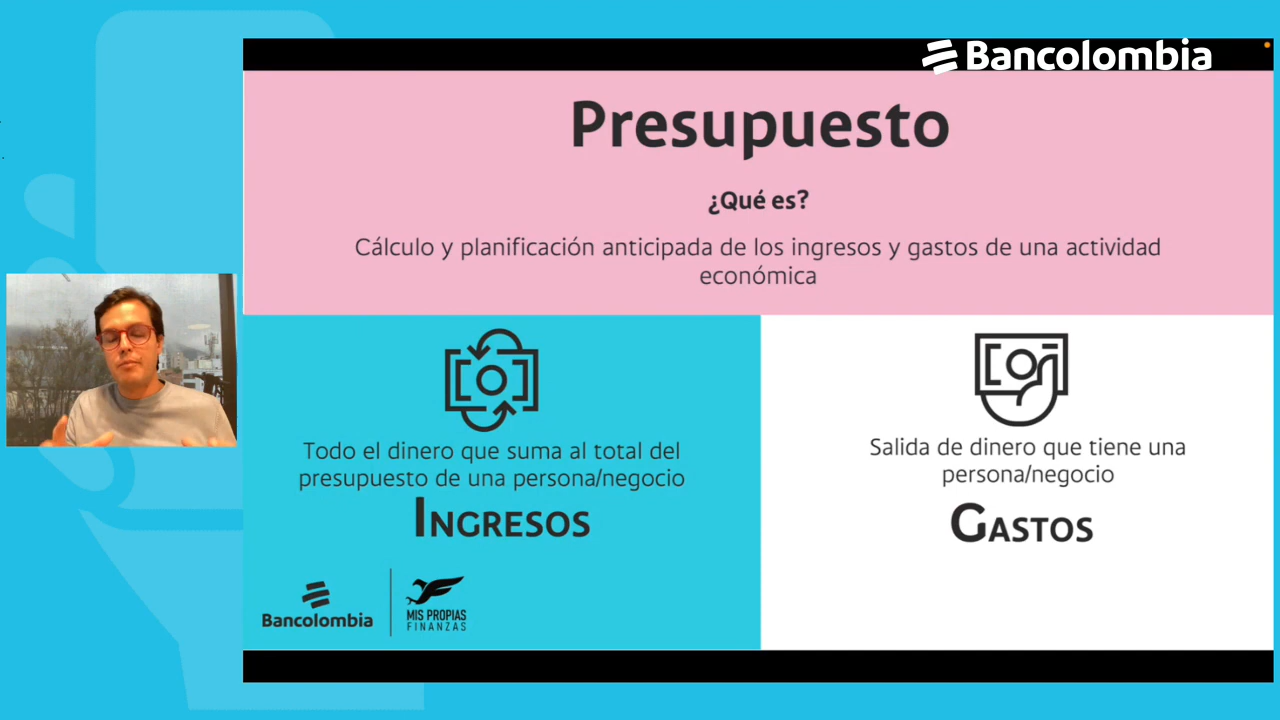 Bancolombia
Presupuesto
¿Qué es?
Cálculo y planificación anticipada de los ingresos y gastos de una actividad
económica
Todo el dinero que suma al total del
presupuesto de una persona/negocio
INGRESOS
Salida de dinero que tiene una
persona/negocio
GASTOS
Bancolombia
MIS PROPIAS
FINANZAS